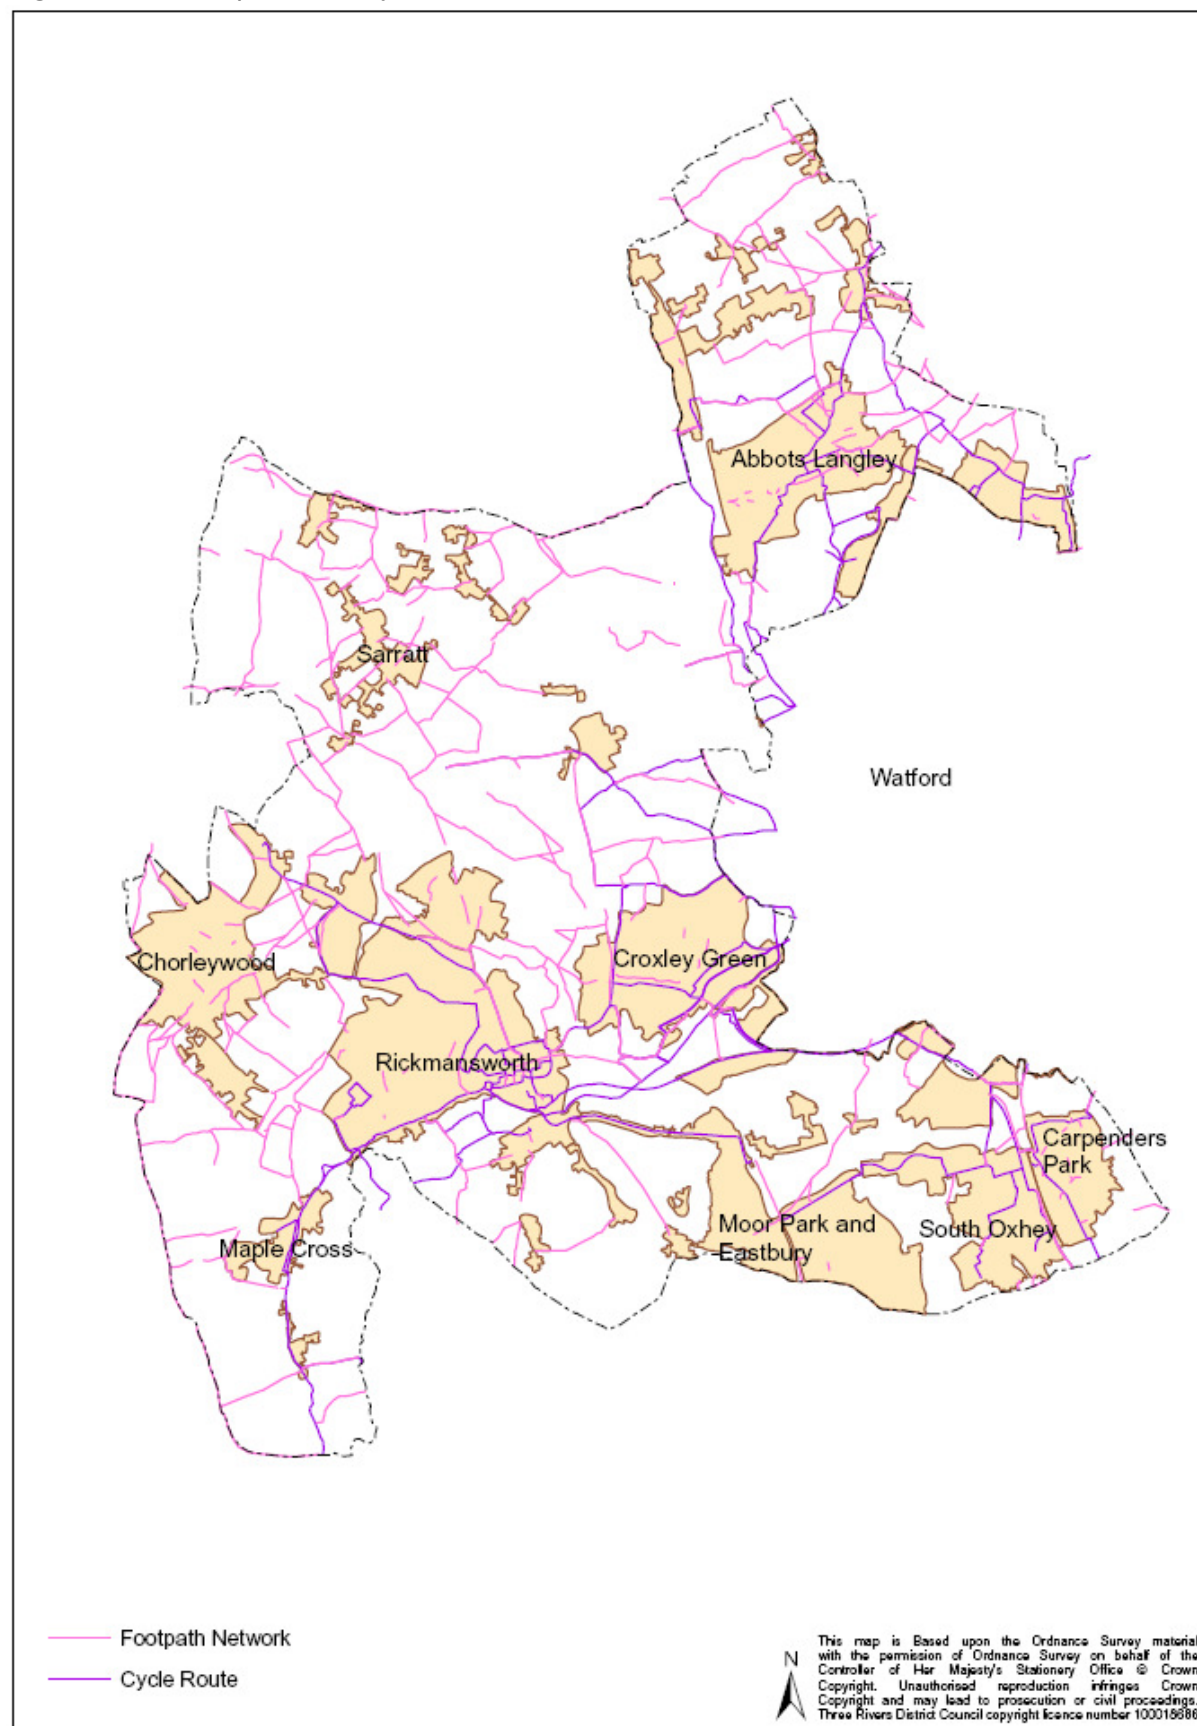 Abbots Langley
Sarratt
Watford
Chorleywood
Croxley Green
Rickmansworth
Carpenders
Park
Moor Park and
Eastbury
South Oxhey
Maple Cross
Footpath Network
Cycle Route
N
This map is Based upon the Ordnance Survey material
with the permission of Ordnance Survey on behalf of the
Controller of Her Majesty's Stationery Office © Crown
Copyright. Unauthorised reproduction infringes Crown
Copyright and may lead to prosecution or civil proceedings.
Three Rivers District Council copyright licence number 100018686